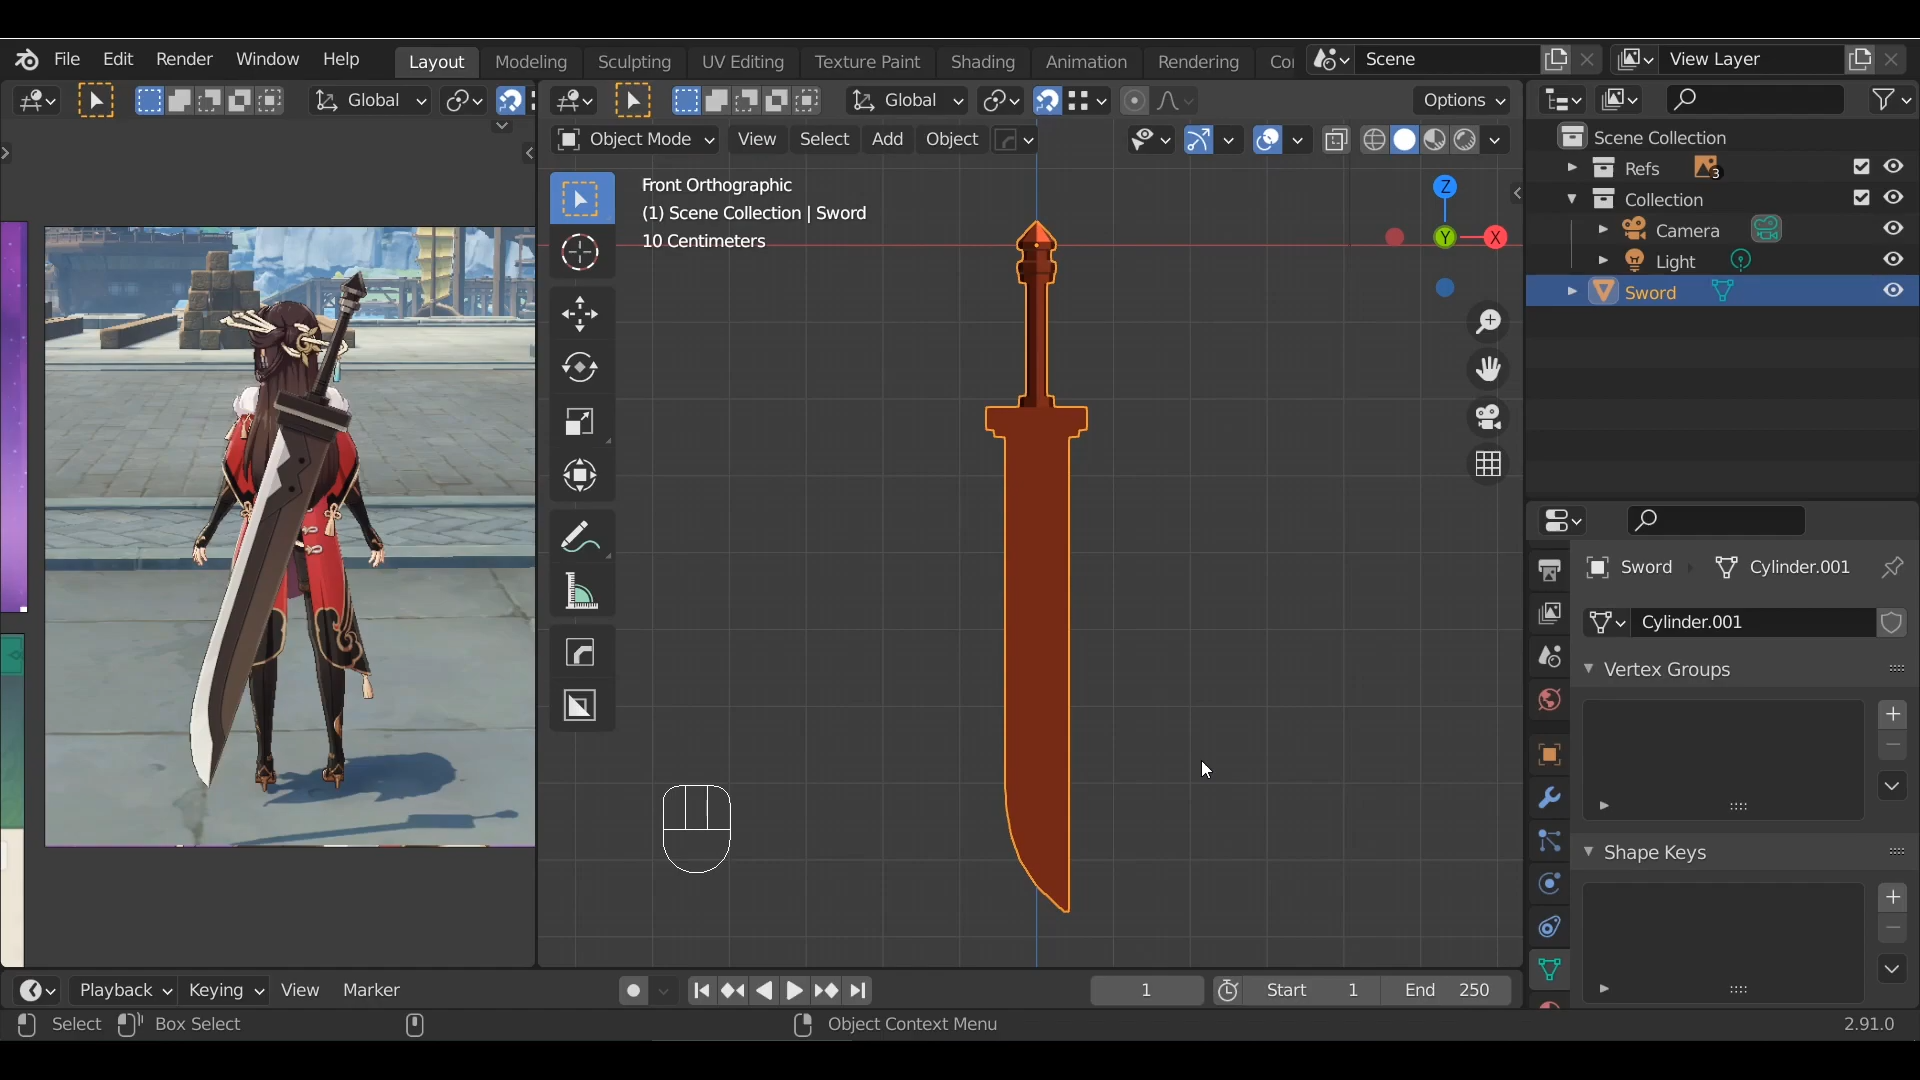 File Edit Render Window Help Layout Modeling Sculpting UV Editing Texture Paint Shading Animation Rendering Co Scene View Layer
Global Global Options
Object Mode View Select Add Object
Front Orthographic
(1) Scene Collection | Sword
10 Centimeters
Z
Y
X
Scene Collection
Refs 3
Collection
Camera
Light
Sword
Sword Cylinder.001
Cylinder.001
Vertex Groups
Shape Keys
Playback Keying View Marker 1 Start 1 End 250
Select Box Select Object Context Menu 2.91.0